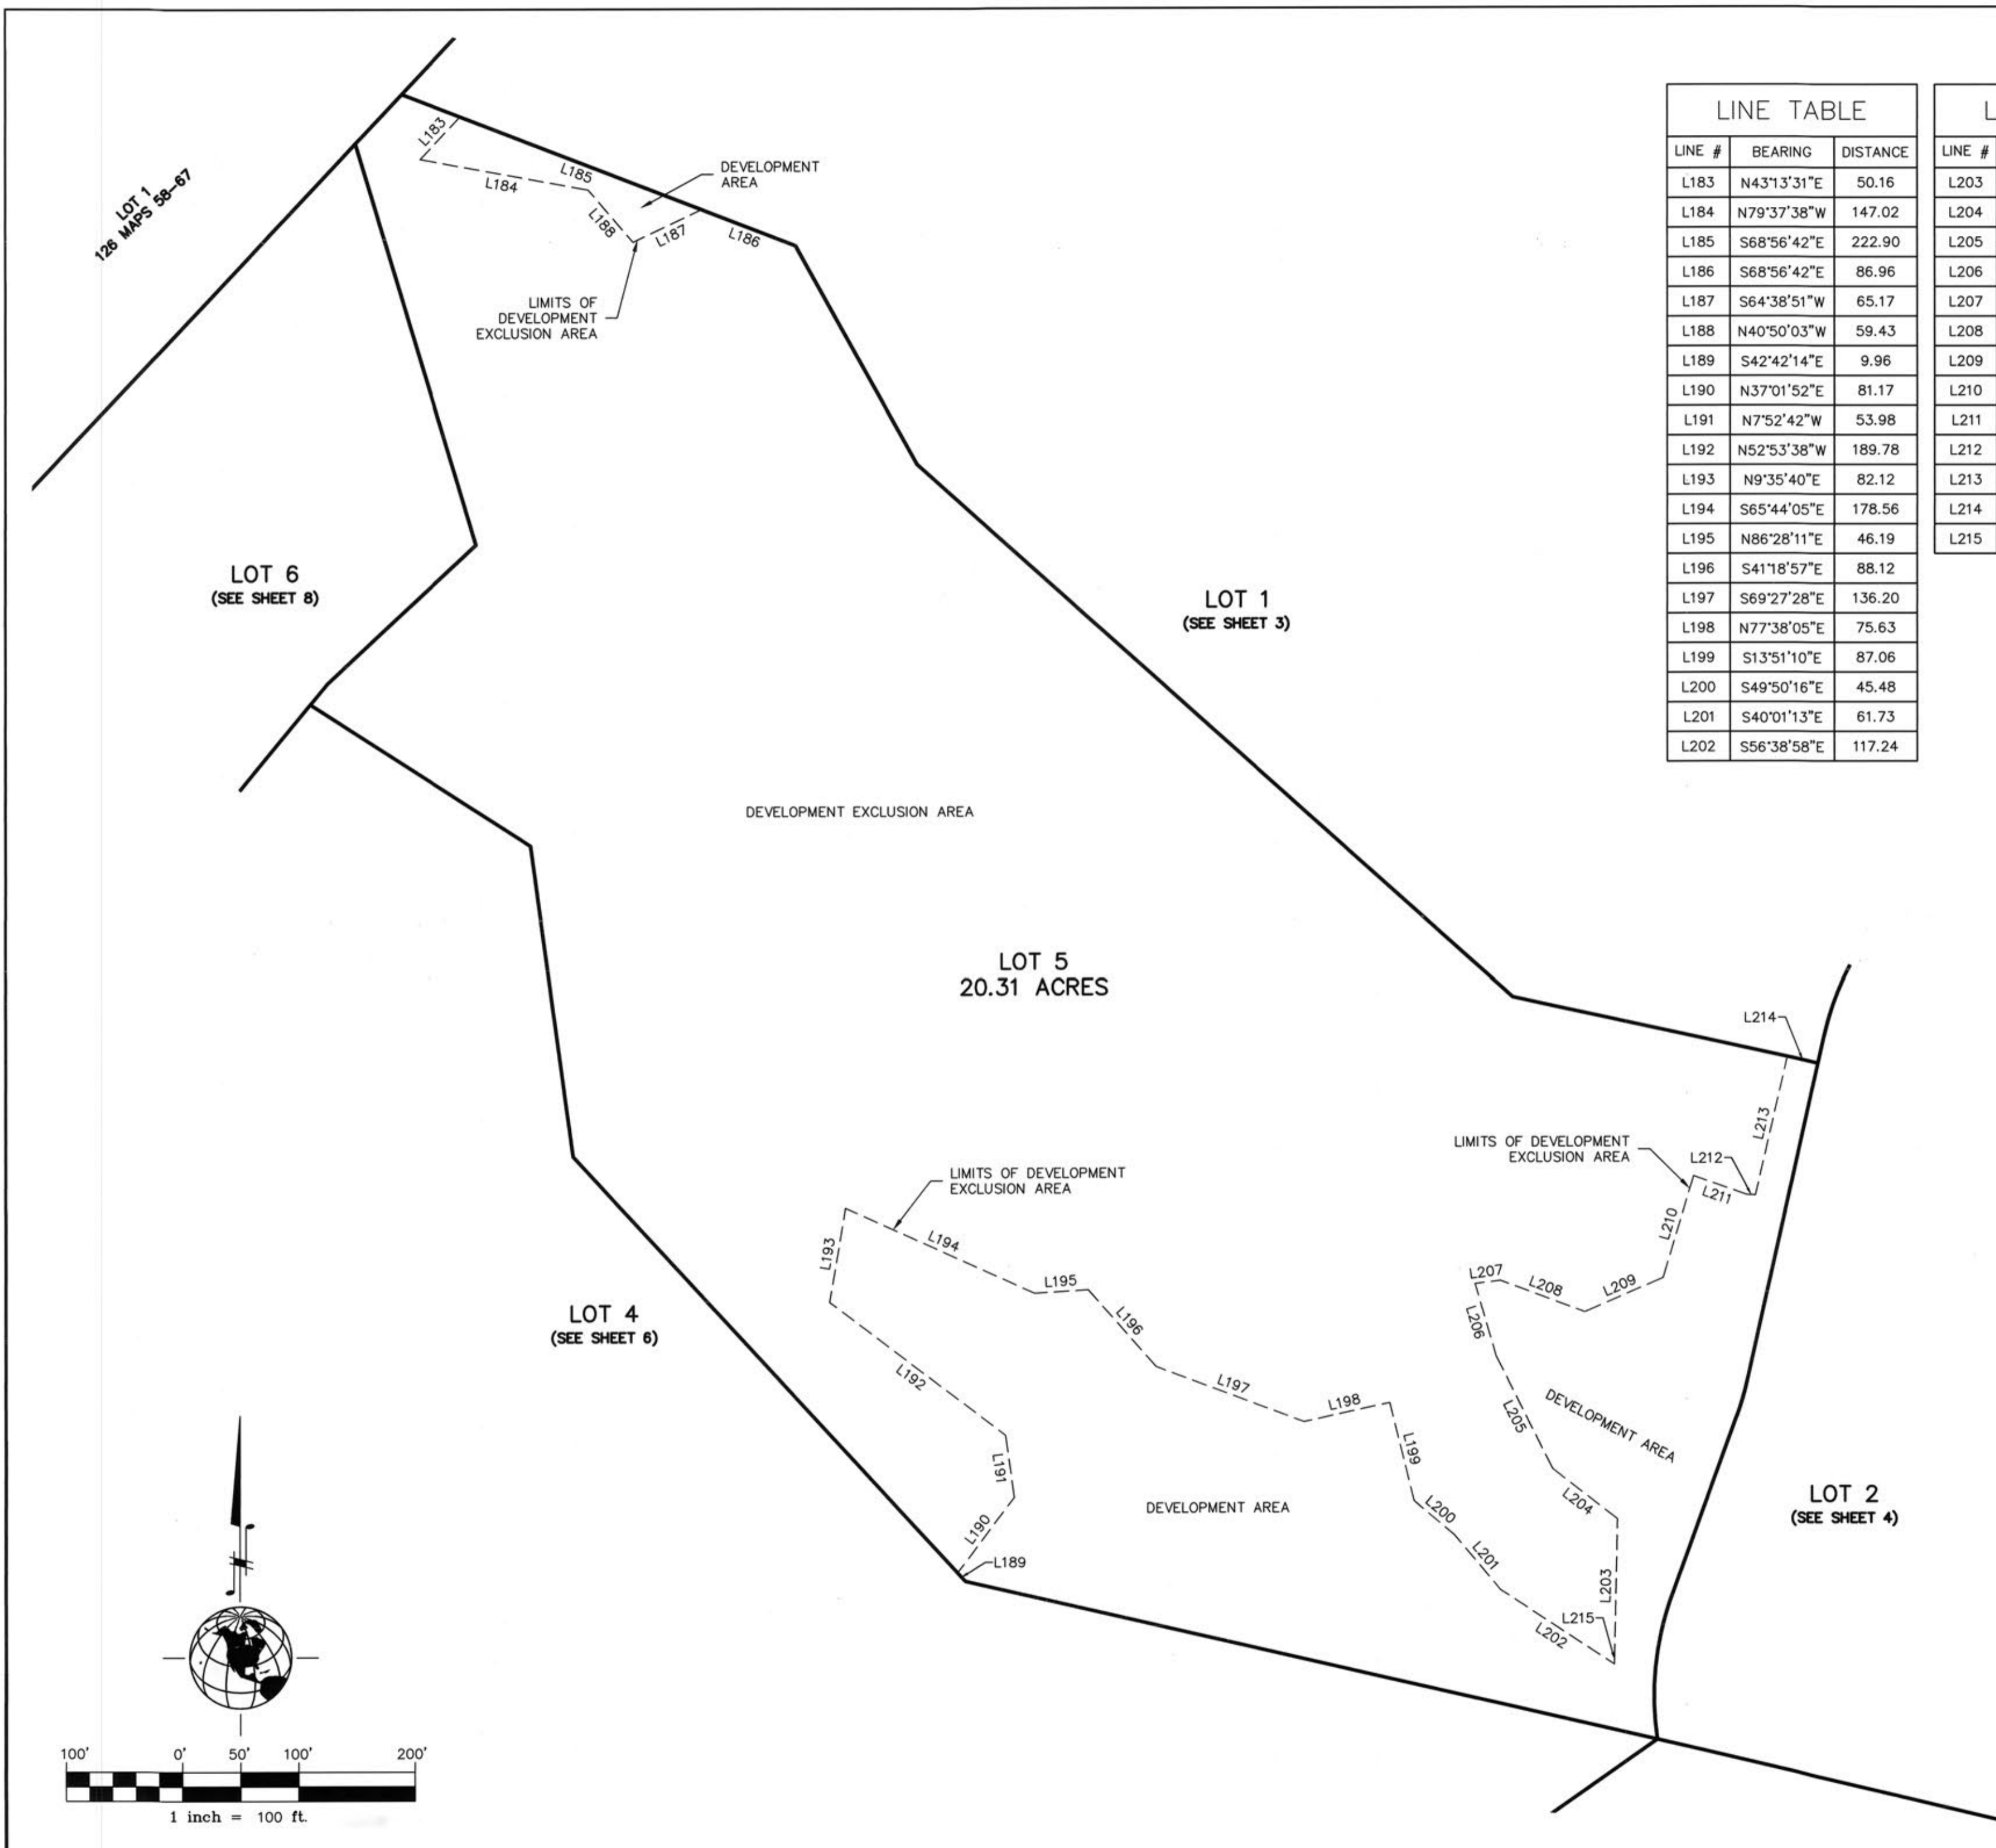 LOT 1
126 MAPS 58-67
L183
L184
L185
L188
L187
L186
DEVELOPMENT
AREA
LIMITS OF
DEVELOPMENT
EXCLUSION AREA
LINE TABLE
LINE # BEARING DISTANCE
L183 N43°13'31"E 50.16
L184 N79°37'38"W 147.02
L185 S68°56'42"E 222.90
L186 S68°56'42"E 86.96
L187 S64°38'51"W 65.17
L188 N40°50'03"W 59.43
L189 S42°42'14"E 9.96
L190 N37°01'52"E 81.17
L191 N7°52'42"W 53.98
L192 N52°53'38"W 189.78
L193 N9°35'40"E 82.12
L194 S65°44'05"E 178.56
L195 N86°28'11"E 46.19
L196 S41°18'57"E 88.12
L197 S69°27'28"E 136.20
L198 N77°38'05"E 75.63
L199 S13°51'10"E 87.06
L200 S49°50'16"E 45.48
L201 S40°01'13"E 61.73
L202 S56°38'58"E 117.24
L
LINE #
L203
L204
L205
L206
L207
L208
L209
L210
L211
L212
L213
L214
L215
LOT 6
(SEE SHEET 8)
LOT 1
(SEE SHEET 3)
DEVELOPMENT EXCLUSION AREA
LOT 5
20.31 ACRES
L214
L213
LIMITS OF DEVELOPMENT
EXCLUSION AREA
L212
L211
L210
LIMITS OF DEVELOPMENT
EXCLUSION AREA
L193
L194
L195
L196
L207
L208
L209
L206
LOT 4
(SEE SHEET 6)
L192
L197
L198
L205
DEVELOPMENT AREA
L199
L191
L204
L200
DEVELOPMENT AREA
LOT 2
(SEE SHEET 4)
L190
L189
L201
L203
L215
L202
100' 0' 50' 100' 200'
1 inch = 100 ft.